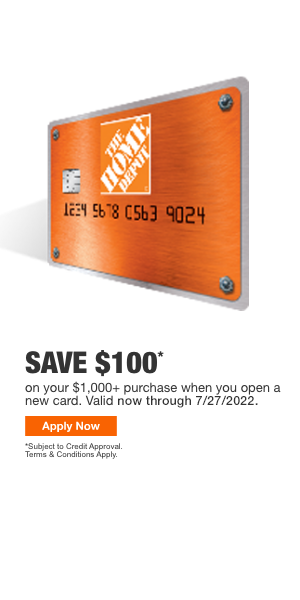 THE
HOME
DEPOT
1234 5678 C563 9024
SAVE $100*
on your $1,000+ purchase when you open a
new card. Valid now through 7/27/2022.
Apply Now
*Subject to Credit Approval.
Terms & Conditions Apply.